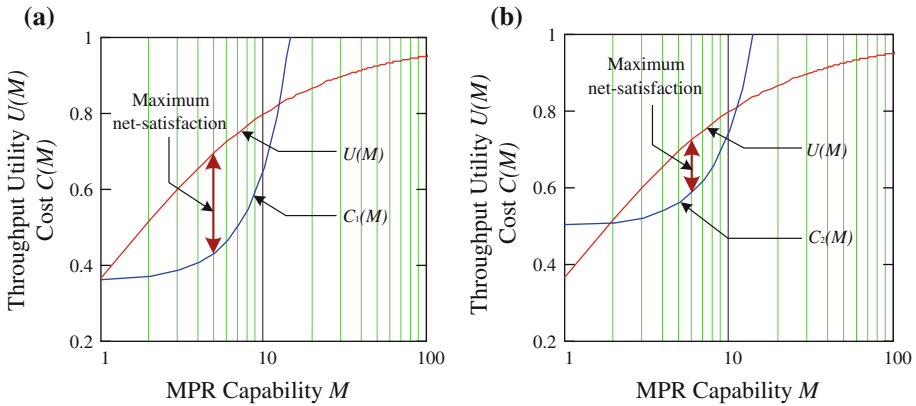 (a)
Throughput Utility U(M)
Cost C(M)
1
0.8
0.6
0.4
0.2
Maximum
net-satisfaction
U(M)
C₁(M)
1
10
100
MPR Capability M
(b)
Throughput Utility U(M)
Cost C(M)
1
0.8
0.6
0.4
0.2
Maximum
net-satisfaction
U(M)
C₂(M)
1
10
100
MPR Capability M